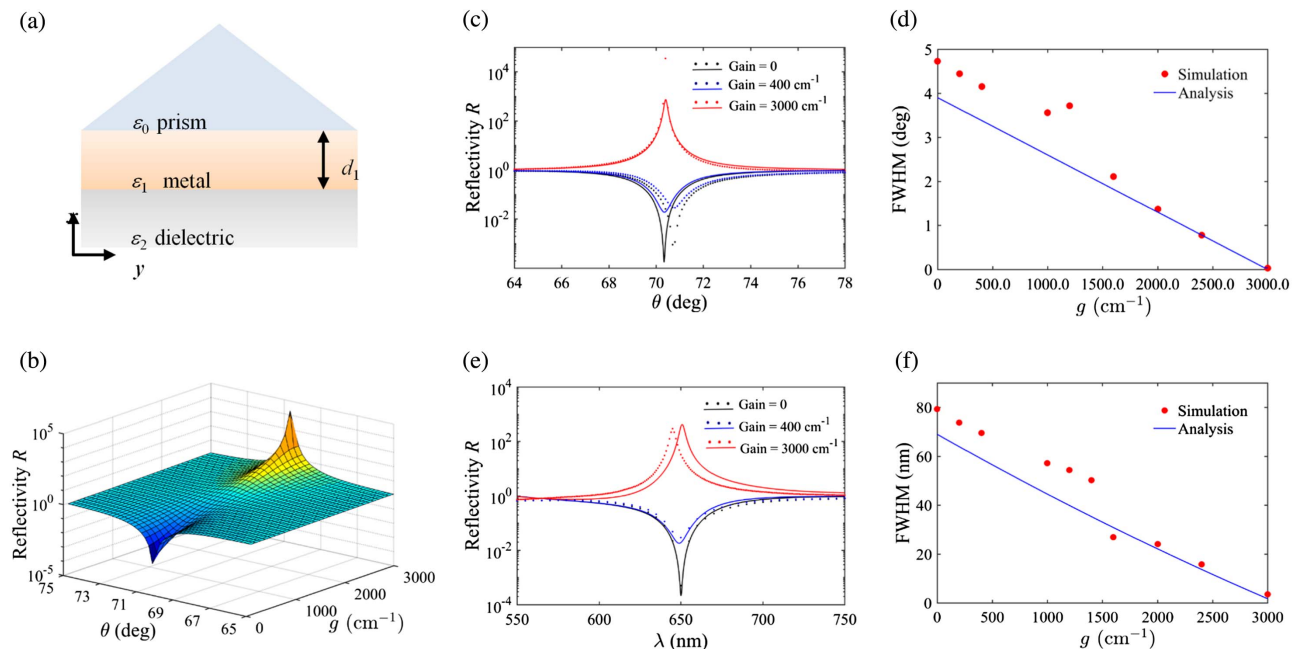 (a)
ε0 prism
ε1 metal
d1
ε2 dielectric
y
(c)
Reflectivity R
10^4
10^2
10^0
10^-2
Gain = 0
Gain = 400 cm-1
Gain = 3000 cm-1
64 66 68 70 72 74 76 78
θ (deg)
(d)
FWHM (deg)
5
4
3
2
1
0
Simulation
Analysis
0 500.0 1000.0 1500.0 2000.0 2500.0 3000.0
g (cm-1)
(b)
Reflectivity R
10^5
10^0
10^-5
75 73 71 69 67 65
θ (deg)
0 1000 2000 3000
g (cm-1)
(e)
Reflectivity R
10^4
10^2
10^0
10^-2
10^-4
Gain = 0
Gain = 400 cm-1
Gain = 3000 cm-1
550 600 650 700 750
λ (nm)
(f)
FWHM (nm)
80
60
40
20
0
Simulation
Analysis
0 500 1000 1500 2000 2500 3000
g (cm-1)